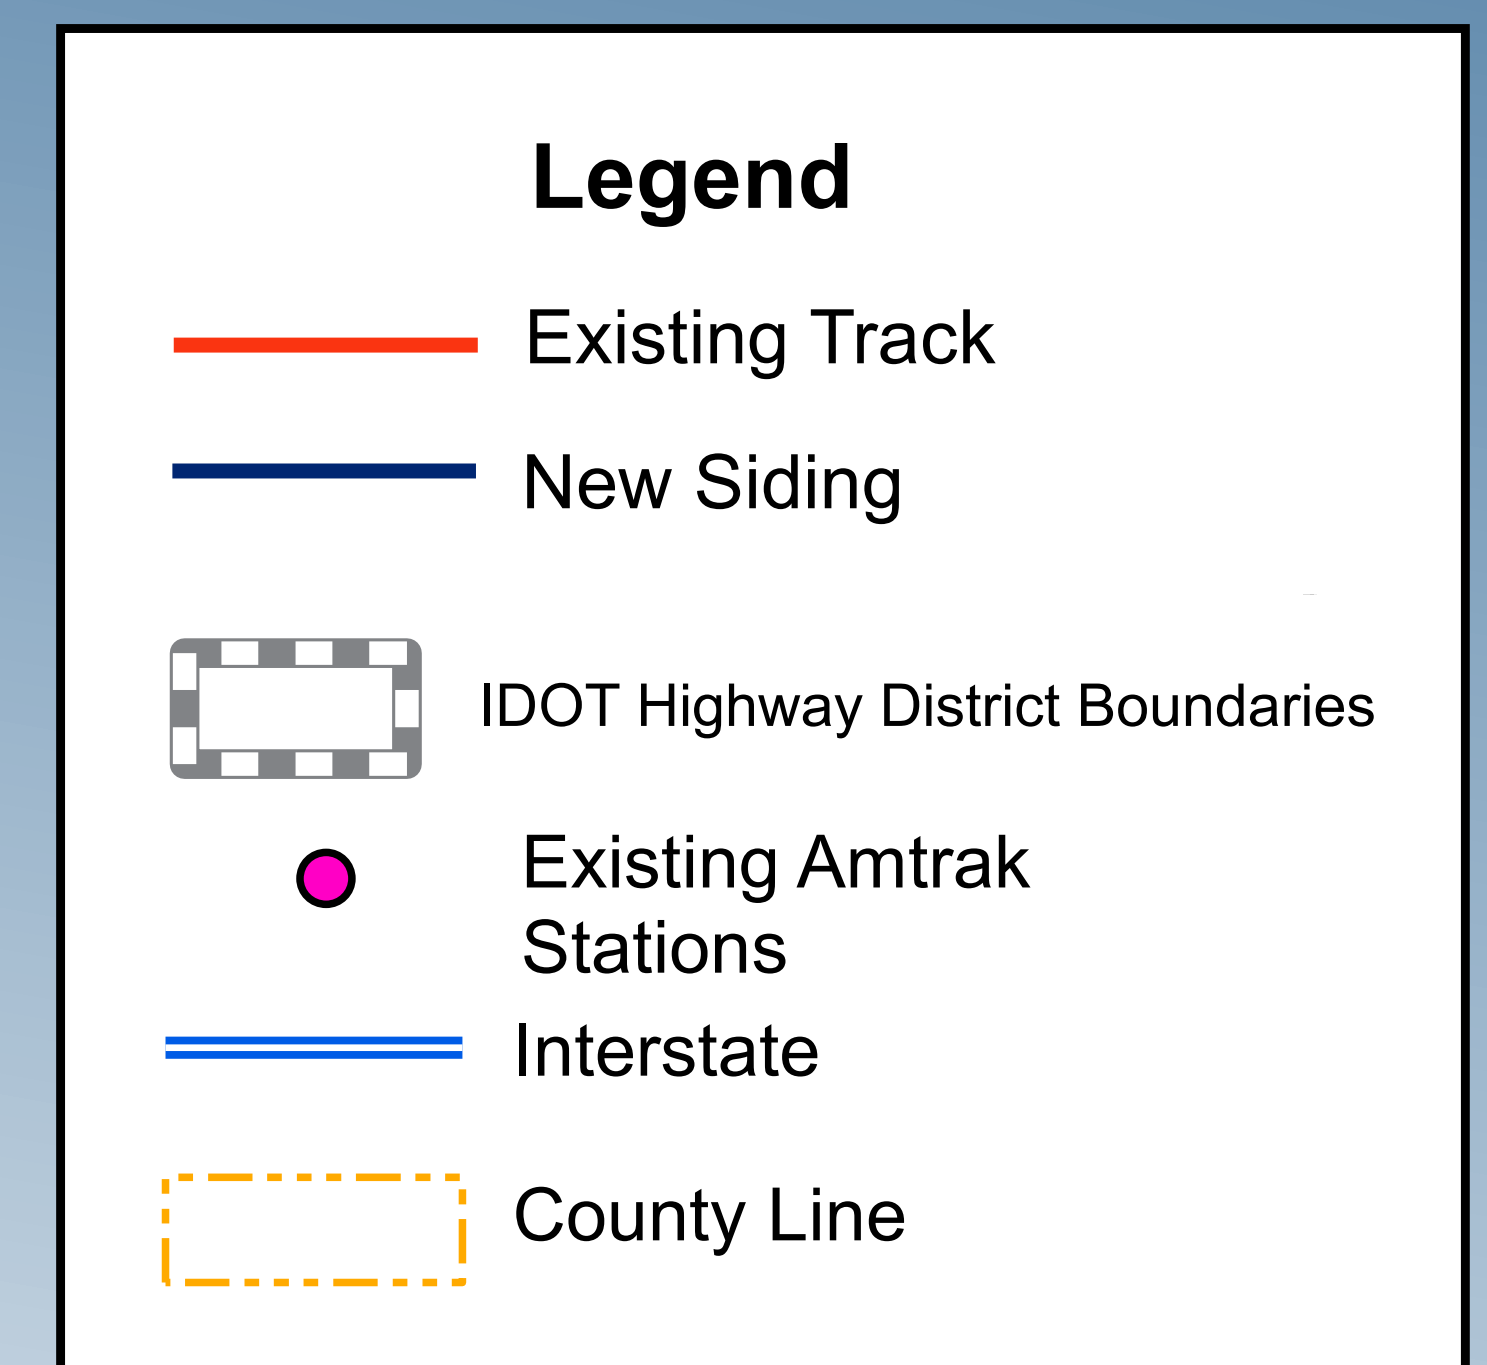 Legend
Existing Track
New Siding
IDOT Highway District Boundaries
Existing Amtrak
Stations
Interstate
County Line